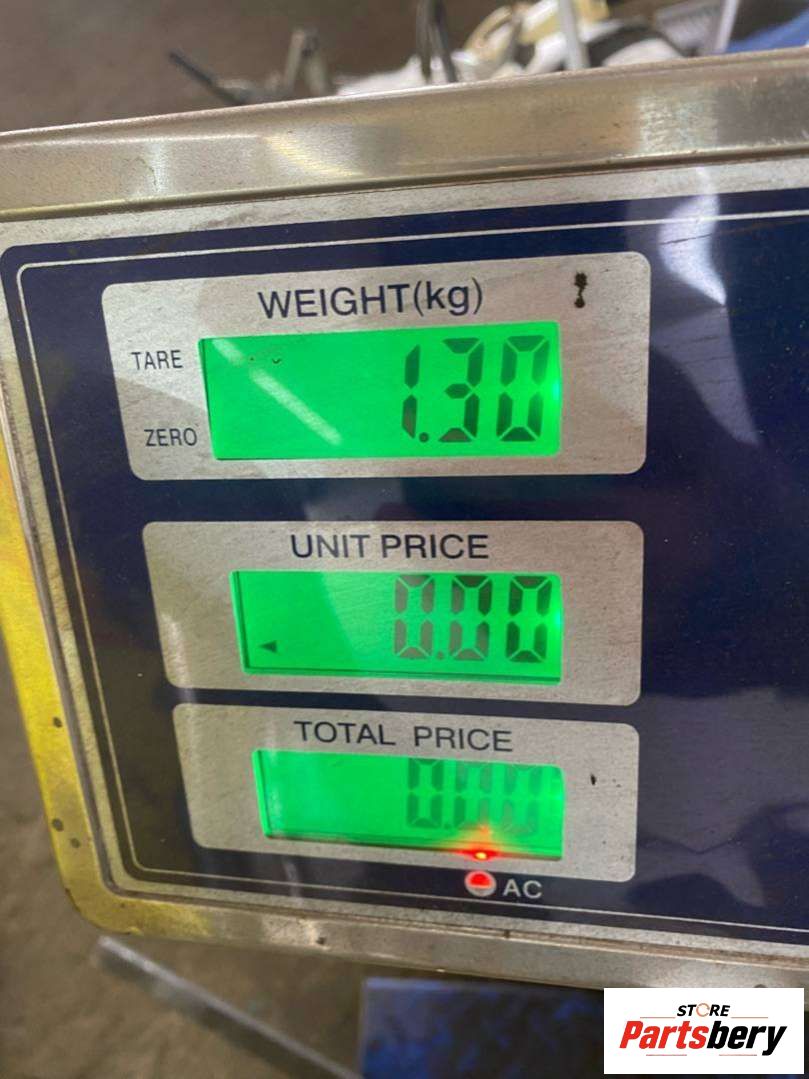 WEIGHT(kg)
TARE
1.30
ZERO
UNIT PRICE
0.00
TOTAL PRICE
0.00
AC
STORE
Partsbery